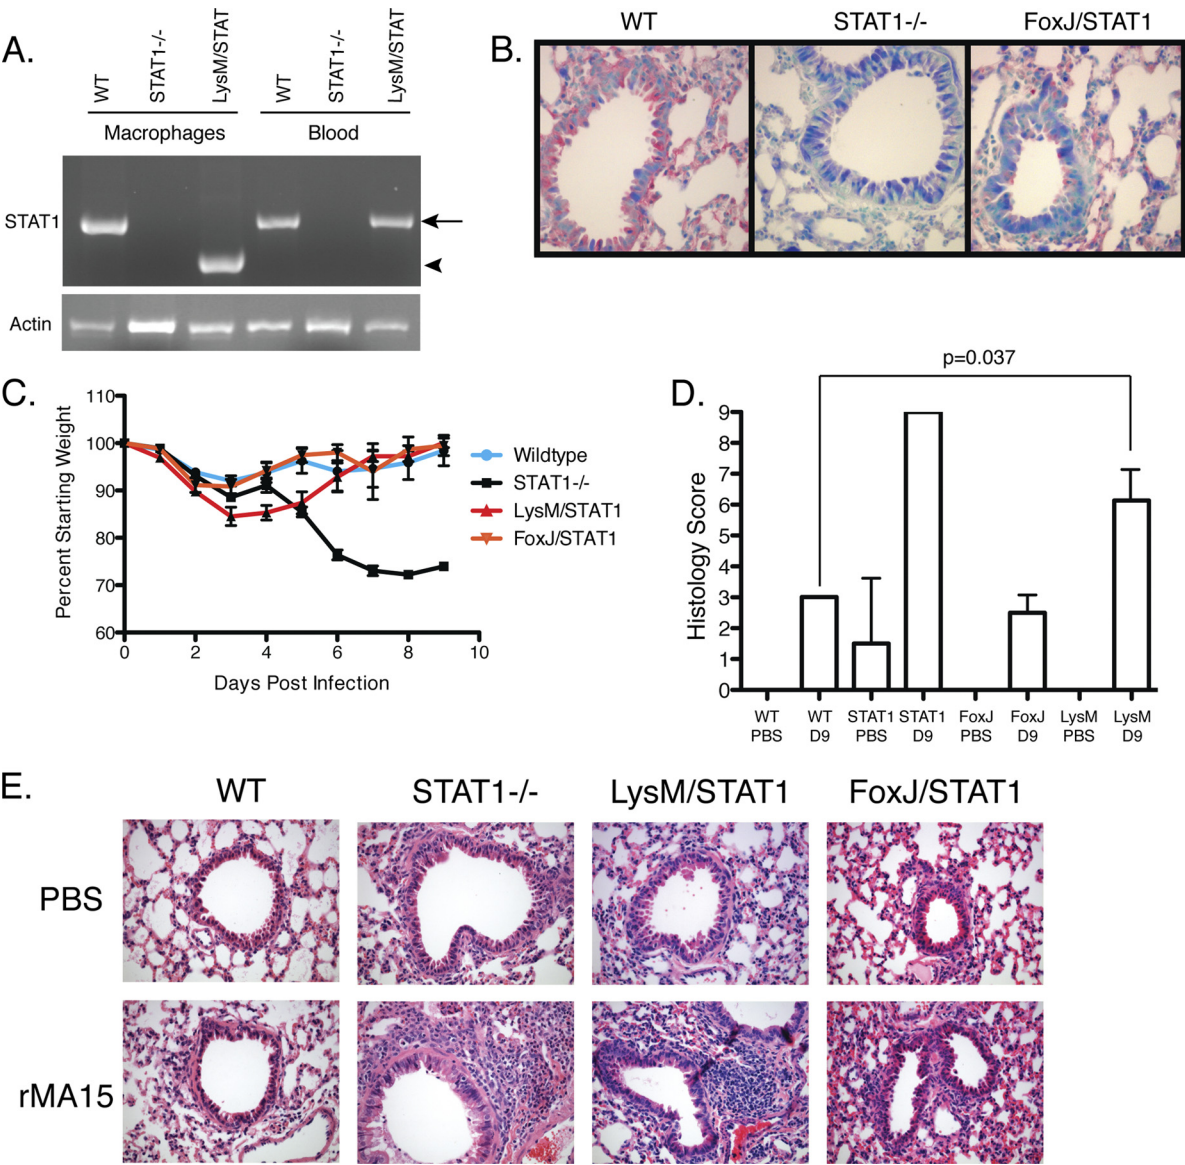 A.
WT
STAT1-/-
LysM/STAT
WT
STAT1-/-
LysM/STAT
Macrophages
Blood
STAT1
Actin
B.
WT
STAT1-/-
FoxJ/STAT1
C.
Percent Starting Weight
110
100
90
80
70
60
0
2
4
6
8
10
Days Post Infection
Wildtype
STAT1-/-
LysM/STAT1
FoxJ/STAT1
D.
p=0.037
Histology Score
9
8
7
6
5
4
3
2
1
0
WT
PBS
WT
D9
STAT1
PBS
STAT1
D9
FoxJ
PBS
FoxJ
D9
LysM
PBS
LysM
D9
E.
WT
STAT1-/-
LysM/STAT1
FoxJ/STAT1
PBS
rMA15